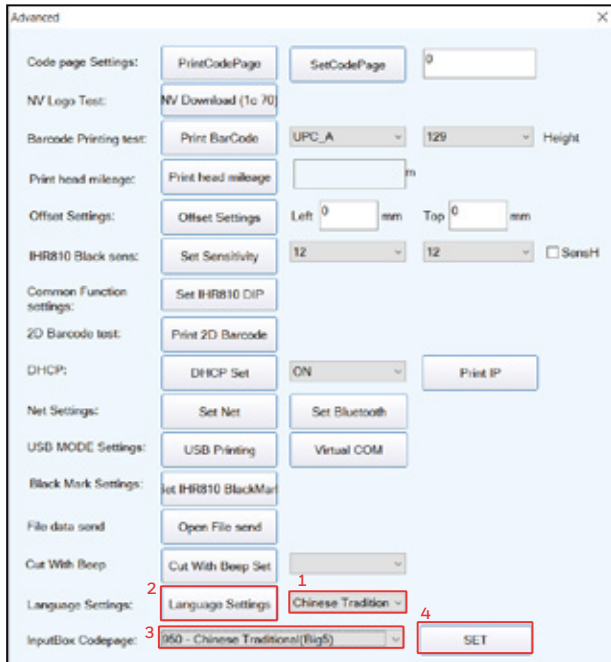 Advanced
Code page Settings: PrintCodePage SetCodePage 0
NV Logo Test: NV Download (1o 70)
Barcode Printing test: Print BarCode UPC_A 129 Height
Print head mileage: Print head mileage m
Offset Settings: Offset Settings Left 0 mm Top 0 mm
IHR810 Black sens: Set Sensitivity 12 12 SensH
Common Function
settings: Set IHR810 DIP
2D Barcode test: Print 2D Barcode
DHCP: DHCP Set ON Print IP
Net Settings: Set Net Set Bluetooth
USB MODE Settings: USB Printing Virtual COM
Black Mark Settings: Set IHR810 BlackMark
File data send Open File send
Cut With Beep Cut With Beep Set
Language Settings: 2 Language Settings 1 Chinese Tradition
InputBox Codepage: 3 950 - Chinese Traditional(Big5) 4 SET